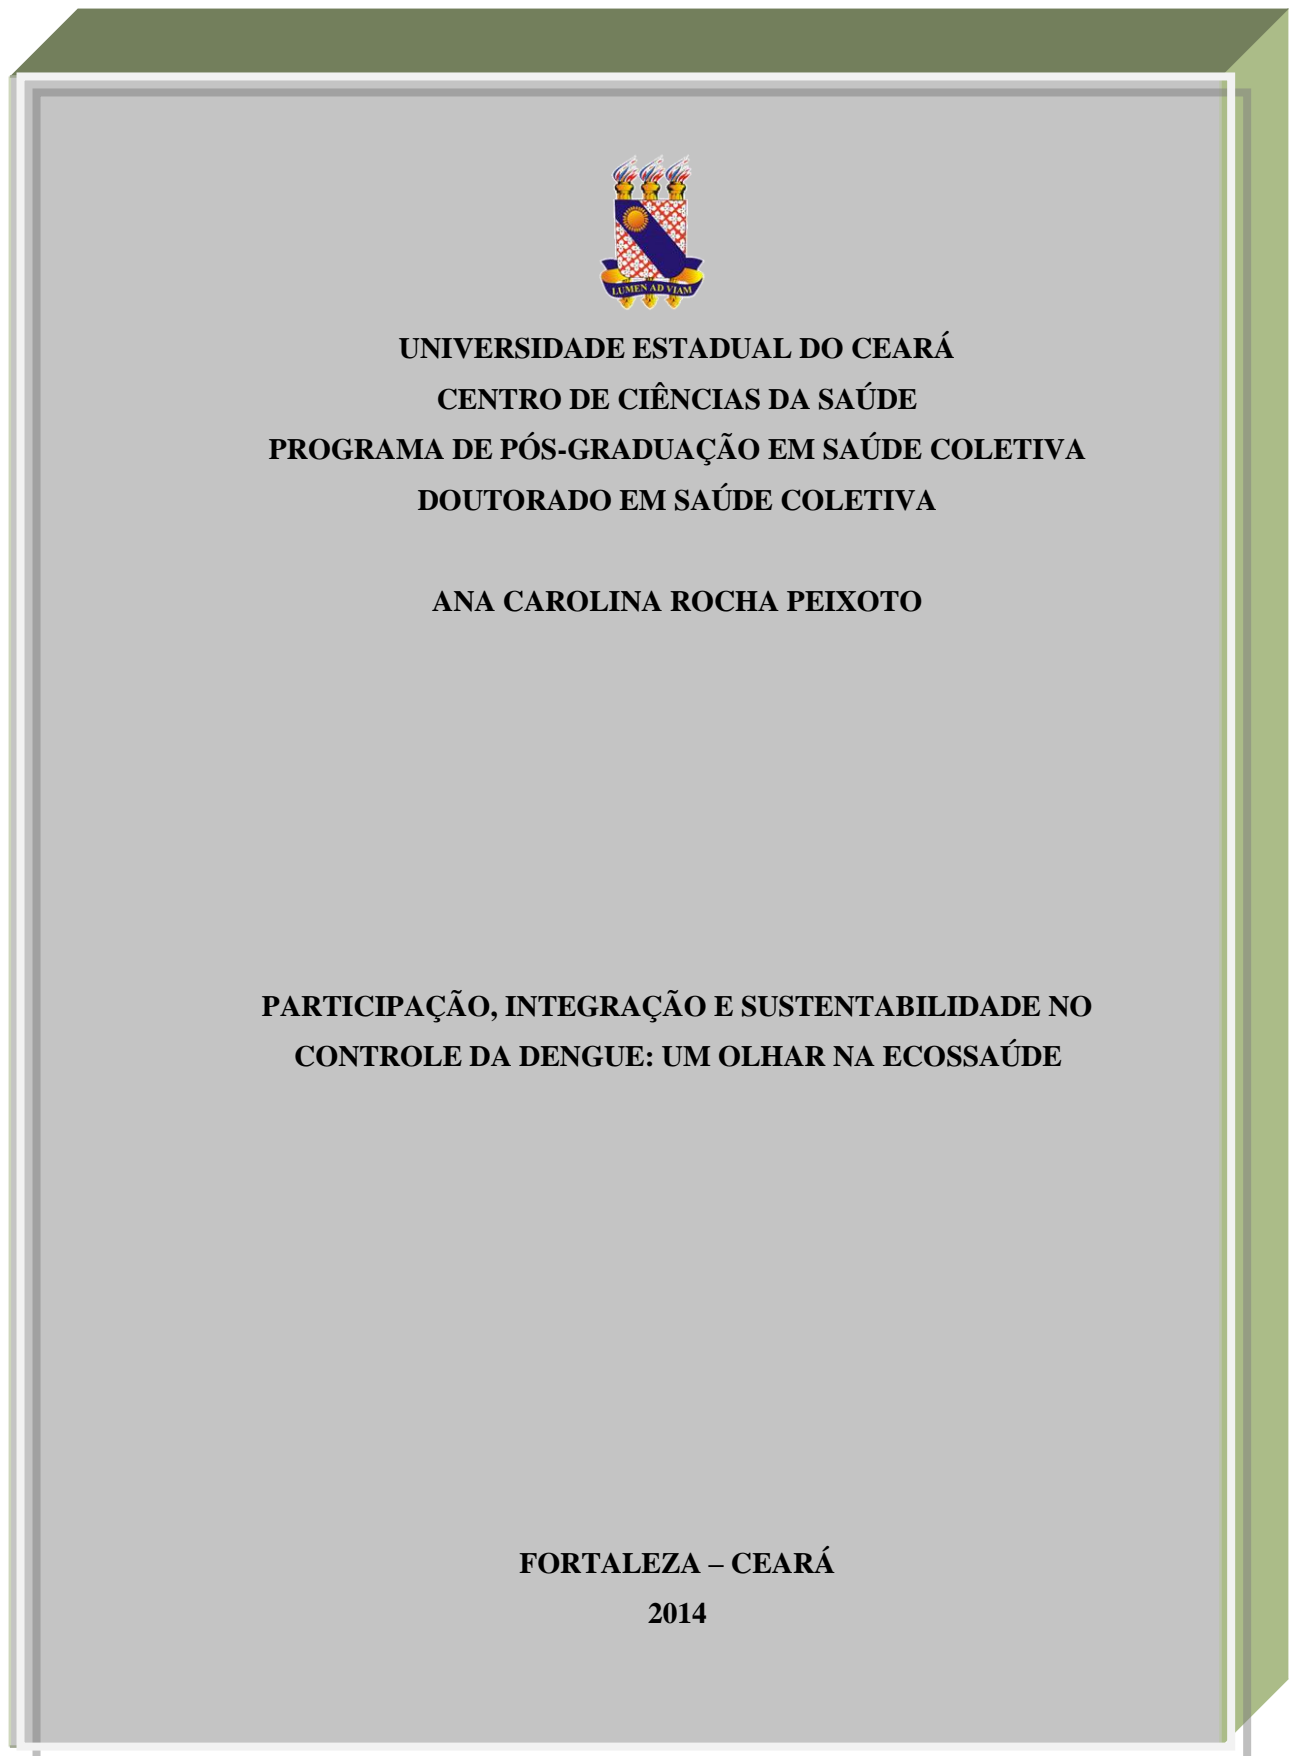 LUMEN AD VIAM
UNIVERSIDADE ESTADUAL DO CEARÁ
CENTRO DE CIÊNCIAS DA SAÚDE
PROGRAMA DE PÓS-GRADUAÇÃO EM SAÚDE COLETIVA
DOUTORADO EM SAÚDE COLETIVA
ANA CAROLINA ROCHA PEIXOTO
PARTICIPAÇÃO, INTEGRAÇÃO E SUSTENTABILIDADE NO
CONTROLE DA DENGUE: UM OLHAR NA ECOSSAÚDE
FORTALEZA – CEARÁ
2014